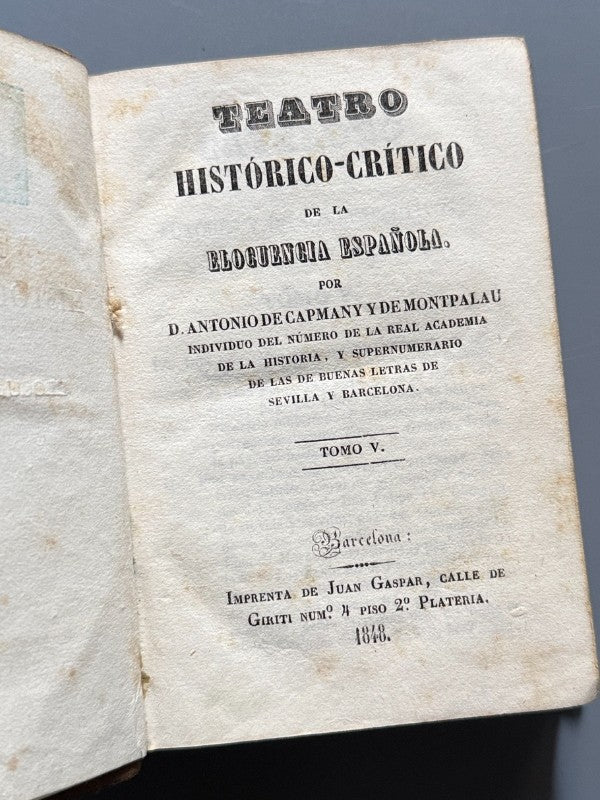 TEATRO
HISTÓRICO-CRÍTICO
DE LA
ELOCUENCIA ESPAÑOLA.
POR
D. ANTONIO DE CAPMANY Y DE MONTPALAU
INDIVIDUO DEL NÚMERO DE LA REAL ACADEMIA
DE LA HISTORIA, Y SUPERNUMERARIO
DE LAS DE BUENAS LETRAS DE
SEVILLA Y BARCELONA.
TOMO V.
Barcelona:
IMPRENTA DE JUAN GASPAR, CALLE DE
GIRITI NUMº. 4 PISO 2º. PLATERIA.
1848.